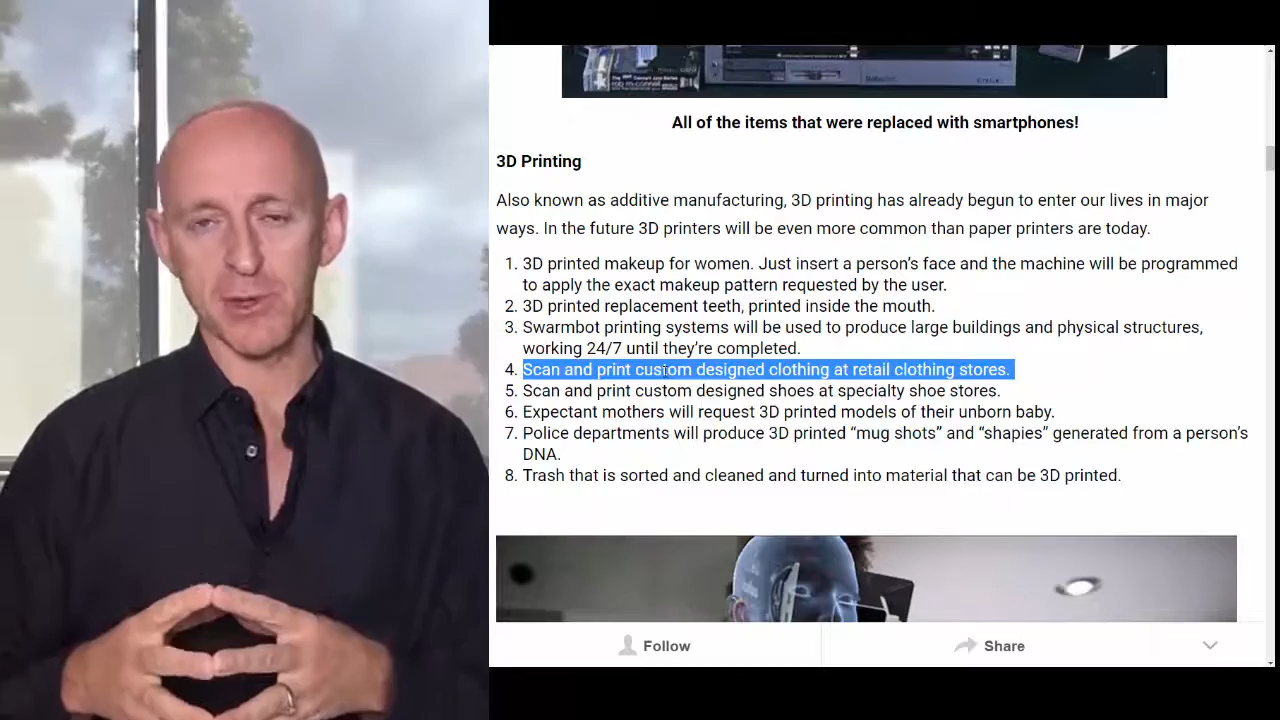 All of the items that were replaced with smartphones!
3D Printing
Also known as additive manufacturing, 3D printing has already begun to enter our lives in major
ways. In the future 3D printers will be even more common than paper printers are today.
1. 3D printed makeup for women. Just insert a person’s face and the machine will be programmed
to apply the exact makeup pattern requested by the user.
2. 3D printed replacement teeth, printed inside the mouth.
3. Swarmbot printing systems will be used to produce large buildings and physical structures,
working 24/7 until they’re completed.
4. Scan and print custom designed clothing at retail clothing stores.
5. Scan and print custom designed shoes at specialty shoe stores.
6. Expectant mothers will request 3D printed models of their unborn baby.
7. Police departments will produce 3D printed “mug shots” and “shapies” generated from a person’s
DNA.
8. Trash that is sorted and cleaned and turned into material that can be 3D printed.
Follow
Share